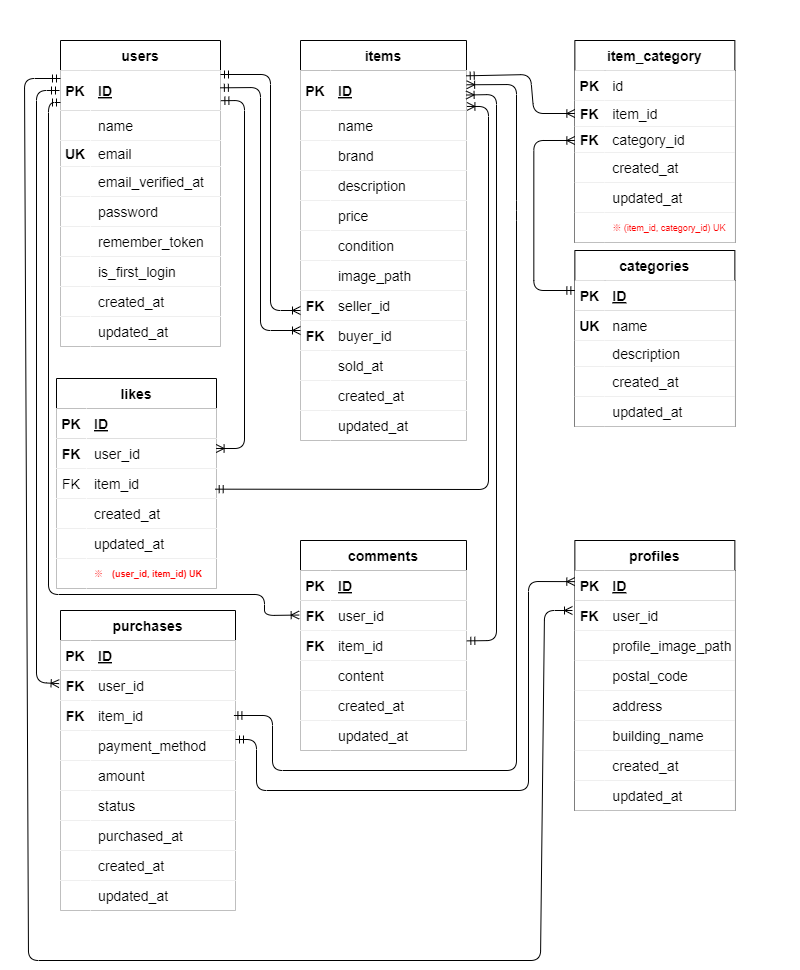 users
PK ID
name
UK email
email_verified_at
password
remember_token
is_first_login
created_at
updated_at
items
PK ID
name
brand
description
price
condition
image_path
FK seller_id
FK buyer_id
sold_at
created_at
updated_at
item_category
PK id
FK item_id
FK category_id
created_at
updated_at
※ (item_id, category_id) UK
categories
PK ID
UK name
description
created_at
updated_at
likes
PK ID
FK user_id
FK item_id
created_at
updated_at
※ (user_id, item_id) UK
comments
PK ID
FK user_id
FK item_id
content
created_at
updated_at
profiles
PK ID
FK user_id
profile_image_path
postal_code
address
building_name
created_at
updated_at
purchases
PK ID
FK user_id
FK item_id
payment_method
amount
status
purchased_at
created_at
updated_at